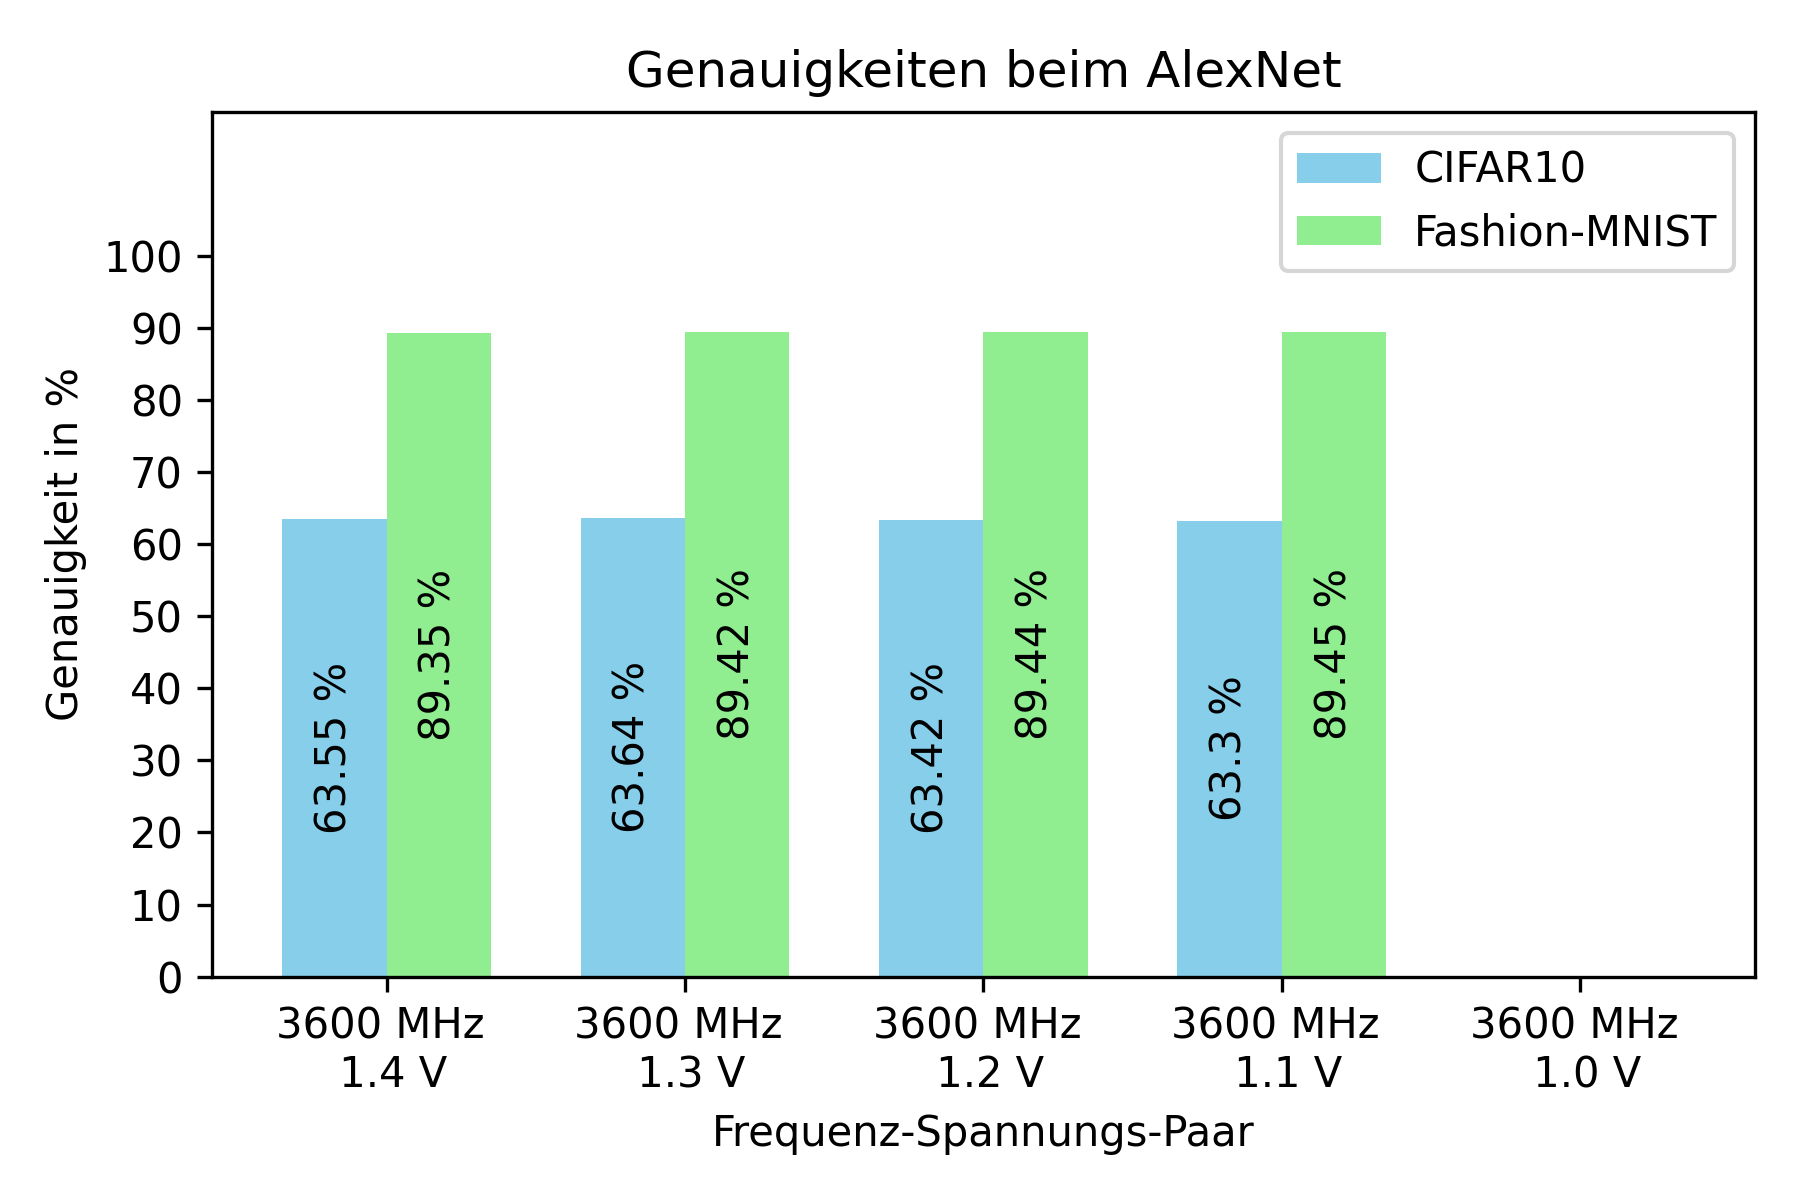 Genauigkeiten beim AlexNet
CIFAR10
Fashion-MNIST
Genauigkeit in %
100
90
80
70
60
50
40
30
20
10
0
63.55 %
89.35 %
63.64 %
89.42 %
63.42 %
89.44 %
63.3 %
89.45 %
3600 MHz
1.4 V
3600 MHz
1.3 V
3600 MHz
1.2 V
3600 MHz
1.1 V
3600 MHz
1.0 V
Frequenz-Spannungs-Paar